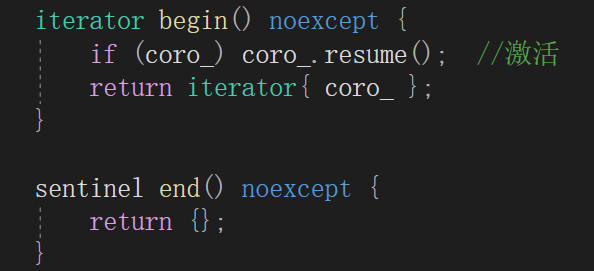 iterator begin() noexcept {
    if (coro_) coro_.resume();  //激活
    return iterator{ coro_ };
}

sentinel end() noexcept {
    return {};
}